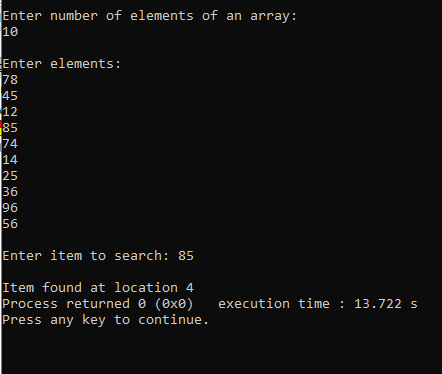 Enter number of elements of an array:
10
Enter elements:
78
45
12
85
74
14
25
36
96
56
Enter item to search: 85
Item found at location 4
Process returned 0 (0x0)   execution time : 13.722 s
Press any key to continue.